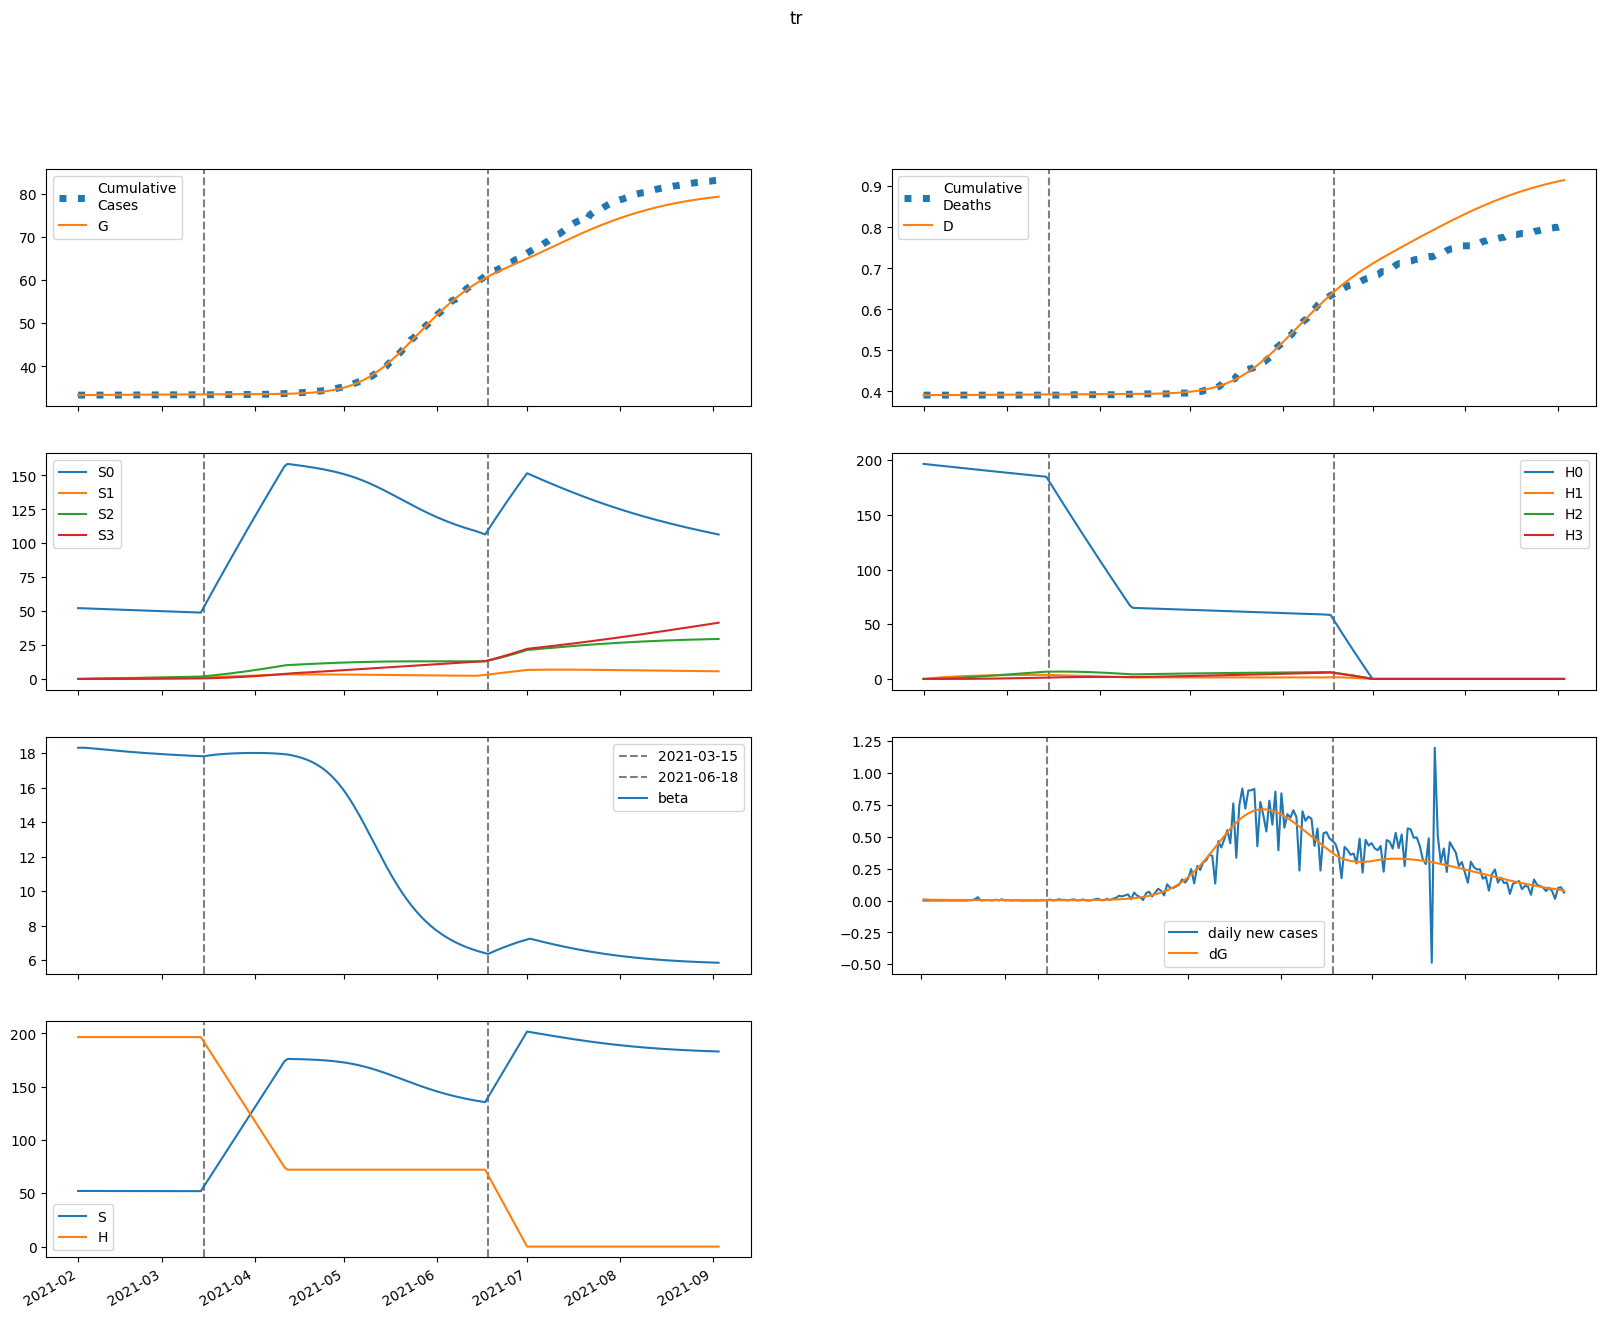 tr
Cumulative
Cases
G
80
70
60
50
40
Cumulative
Deaths
D
0.9
0.8
0.7
0.6
0.5
0.4
S0
S1
S2
S3
150
125
100
75
50
25
0
H0
H1
H2
H3
200
150
100
50
0
2021-03-15
2021-06-18
beta
18
16
14
12
10
8
6
daily new cases
dG
1.25
1.00
0.75
0.50
0.25
0.00
−0.25
−0.50
S
H
200
150
100
50
0
2021-02
2021-03
2021-04
2021-05
2021-06
2021-07
2021-08
2021-09